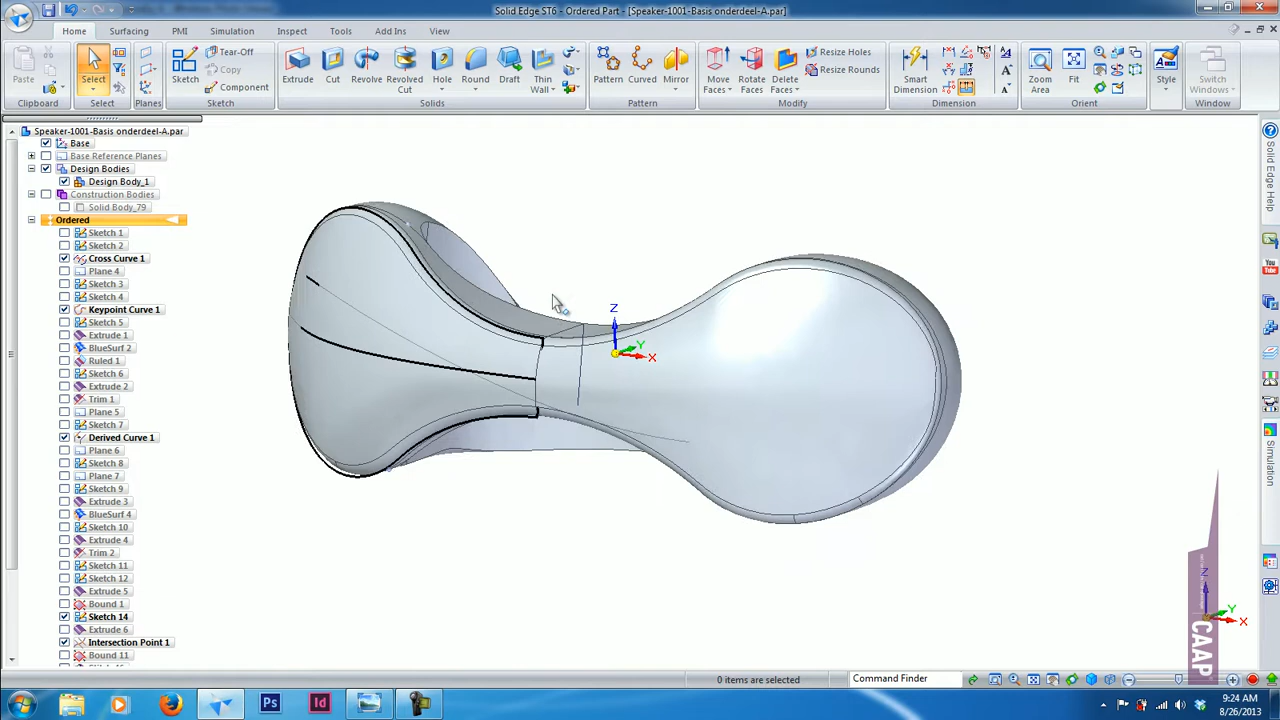 Solid Edge ST6 - Ordered Part - [Speaker-1001-Basis onderdeel-A.par]
Home Surfacing PMI Simulation Inspect Tools Add Ins View
Paste
Clipboard
Select
Select
Planes
Sketch
Tear-Off
Copy
Component
Sketch
Extrude
Cut
Revolve
Revolved Cut
Hole
Round
Draft
Thin Wall
Solids
Pattern
Curved
Mirror
Pattern
Move Faces
Rotate Faces
Delete Faces
Resize Holes
Resize Rounds
Modify
Smart Dimension
Dimension
Zoom Area
Fit
Orient
Style
Switch Windows
Window
Speaker-1001-Basis onderdeel-A.par
Base
Base Reference Planes
Design Bodies
Design Body_1
Construction Bodies
Solid Body_79
Ordered
Sketch 1
Sketch 2
Cross Curve 1
Plane 4
Sketch 3
Sketch 4
Keypoint Curve 1
Sketch 5
Extrude 1
BlueSurf 2
Ruled 1
Sketch 6
Extrude 2
Trim 1
Plane 5
Sketch 7
Derived Curve 1
Plane 6
Sketch 8
Plane 7
Sketch 9
Extrude 3
BlueSurf 4
Sketch 10
Extrude 4
Trim 2
Sketch 11
Sketch 12
Extrude 5
Bound 1
Sketch 14
Extrude 6
Intersection Point 1
Bound 11
Z
Y
X
Solid Edge Help
You Tube
Simulation
Z
Y
X
CAAP
0 items are selected
Command Finder
Ps
Id
9:24 AM
8/26/2013